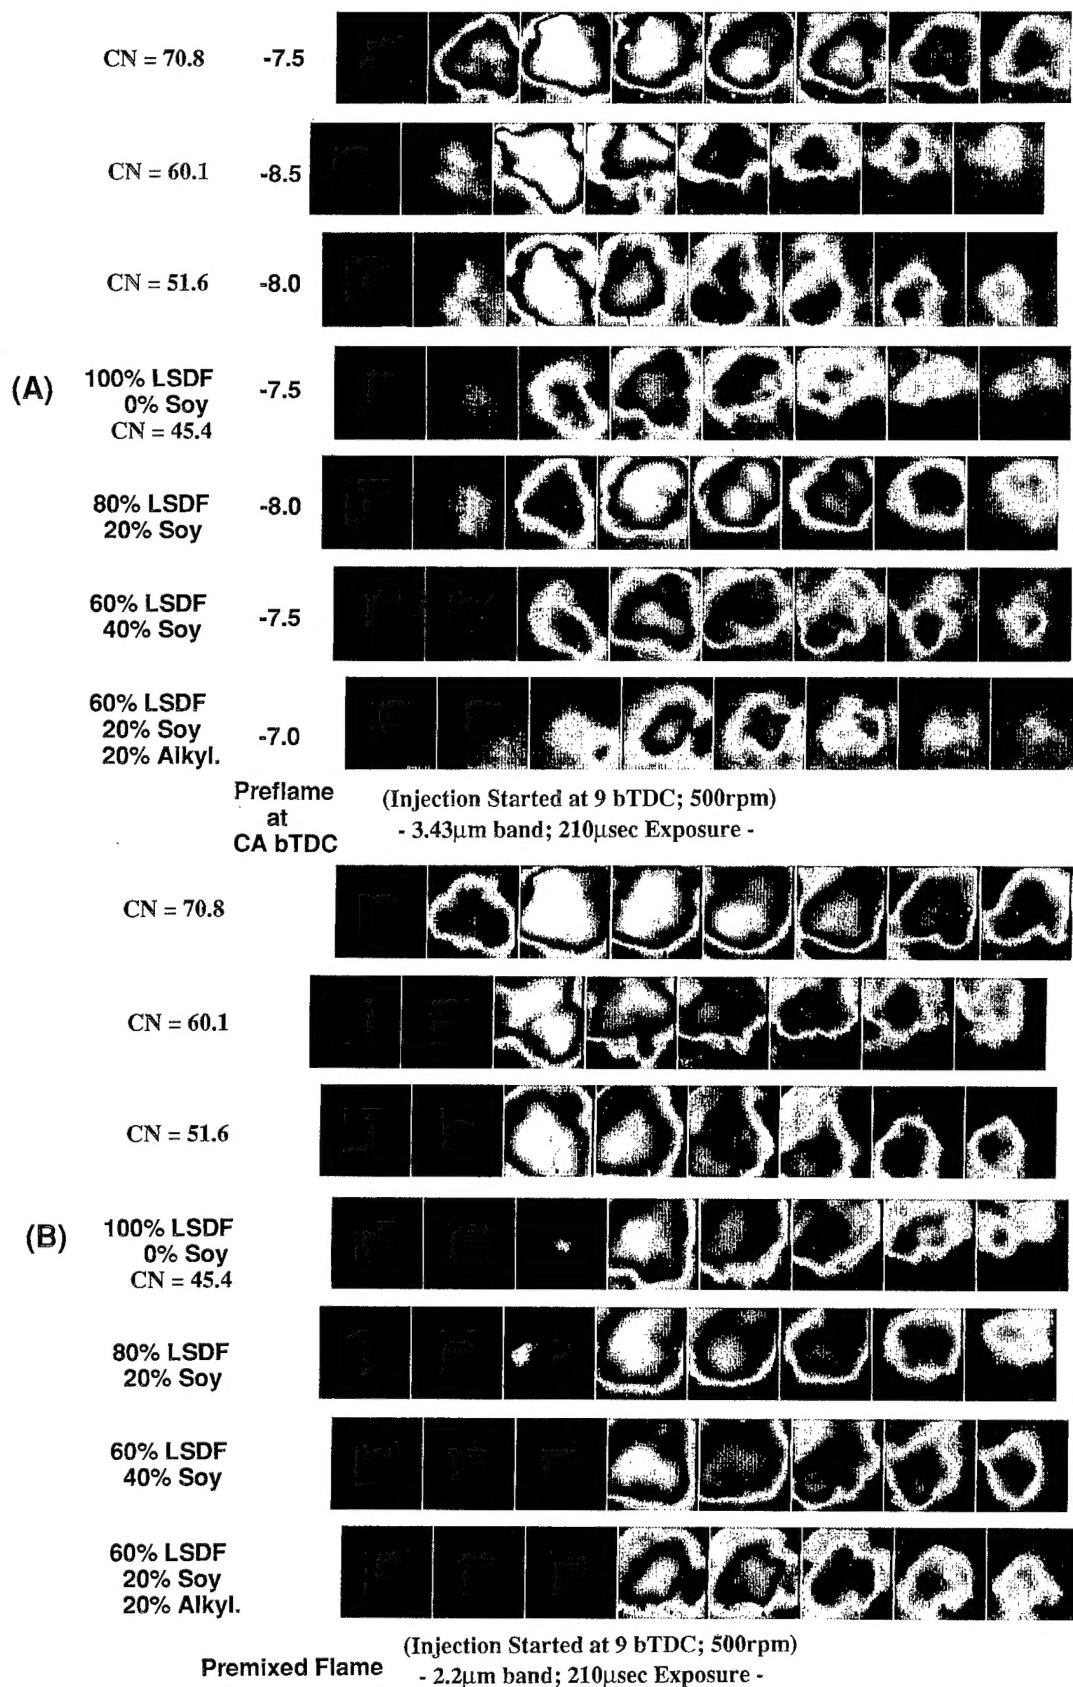 CN = 70.8 -7.5
CN = 60.1 -8.5
CN = 51.6 -8.0
(A) 100% LSDF -7.5
0% Soy
CN = 45.4
80% LSDF -8.0
20% Soy
60% LSDF -7.5
40% Soy
60% LSDF
20% Soy -7.0
20% Alkyl.
Preflame (Injection Started at 9 bTDC; 500rpm)
at - 3.43μm band; 210μsec Exposure -
CA bTDC
CN = 70.8
CN = 60.1
CN = 51.6
(B) 100% LSDF
0% Soy
CN = 45.4
80% LSDF
20% Soy
60% LSDF
40% Soy
60% LSDF
20% Soy
20% Alkyl.
(Injection Started at 9 bTDC; 500rpm)
Premixed Flame - 2.2μm band; 210μsec Exposure -